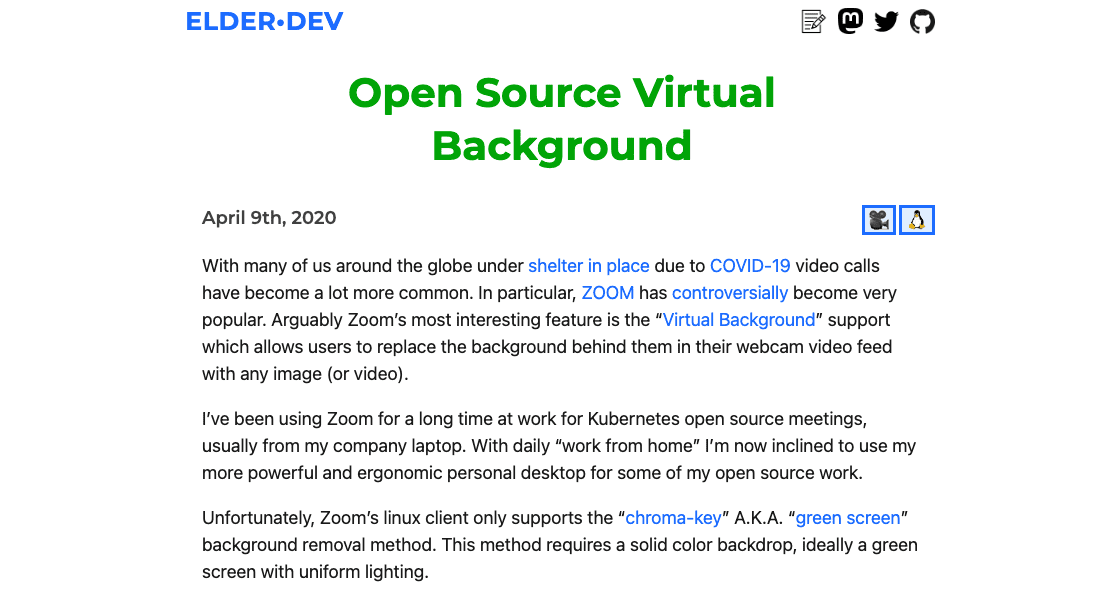 ELDER•DEV
Open Source Virtual
Background
April 9th, 2020
With many of us around the globe under shelter in place due to COVID-19 video calls
have become a lot more common. In particular, ZOOM has controversially become very
popular. Arguably Zoom’s most interesting feature is the “Virtual Background” support
which allows users to replace the background behind them in their webcam video feed
with any image (or video).
I’ve been using Zoom for a long time at work for Kubernetes open source meetings,
usually from my company laptop. With daily “work from home” I’m now inclined to use my
more powerful and ergonomic personal desktop for some of my open source work.
Unfortunately, Zoom’s linux client only supports the “chroma-key” A.K.A. “green screen”
background removal method. This method requires a solid color backdrop, ideally a green
screen with uniform lighting.